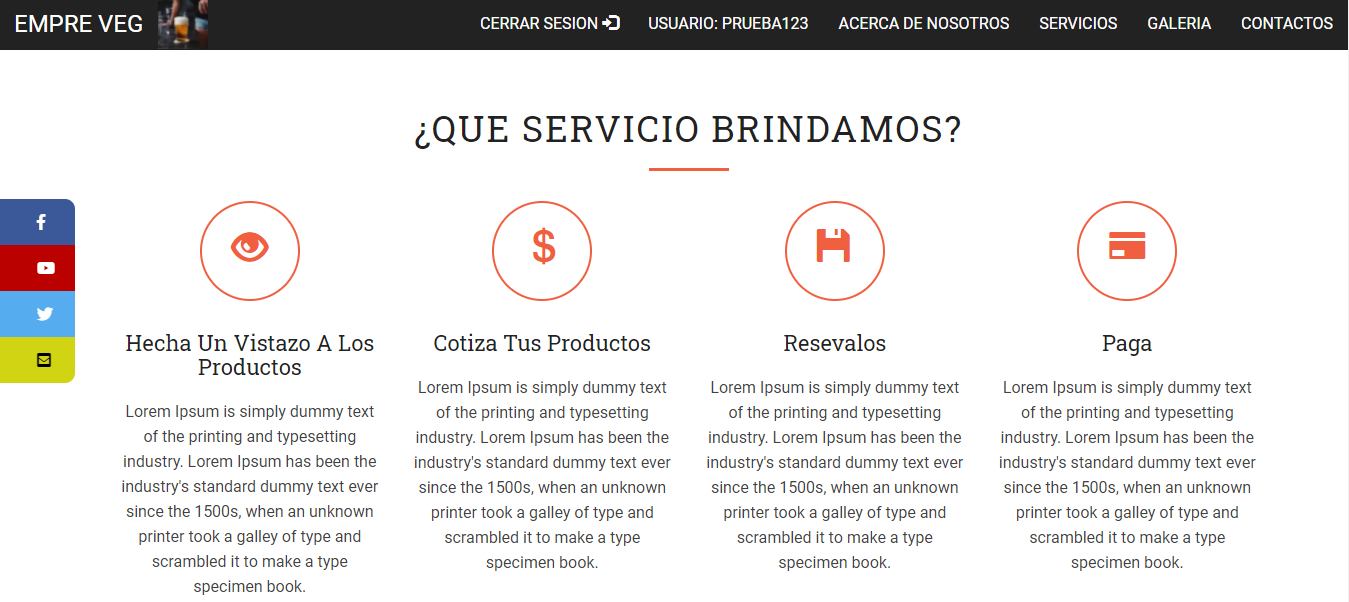 EMPRE VEG
CERRAR SESION
USUARIO: PRUEBA123
ACERCA DE NOSOTROS
SERVICIOS
GALERIA
CONTACTOS
¿QUE SERVICIO BRINDAMOS?
$
Hecha Un Vistazo A Los
Productos
Lorem Ipsum is simply dummy text
of the printing and typesetting
industry. Lorem Ipsum has been the
industry's standard dummy text ever
since the 1500s, when an unknown
printer took a galley of type and
scrambled it to make a type
specimen book.
Cotiza Tus Productos
Lorem Ipsum is simply dummy text
of the printing and typesetting
industry. Lorem Ipsum has been the
industry's standard dummy text ever
since the 1500s, when an unknown
printer took a galley of type and
scrambled it to make a type
specimen book.
Resevalos
Lorem Ipsum is simply dummy text
of the printing and typesetting
industry. Lorem Ipsum has been the
industry's standard dummy text ever
since the 1500s, when an unknown
printer took a galley of type and
scrambled it to make a type
specimen book.
Paga
Lorem Ipsum is simply dummy text
of the printing and typesetting
industry. Lorem Ipsum has been the
industry's standard dummy text ever
since the 1500s, when an unknown
printer took a galley of type and
scrambled it to make a type
specimen book.